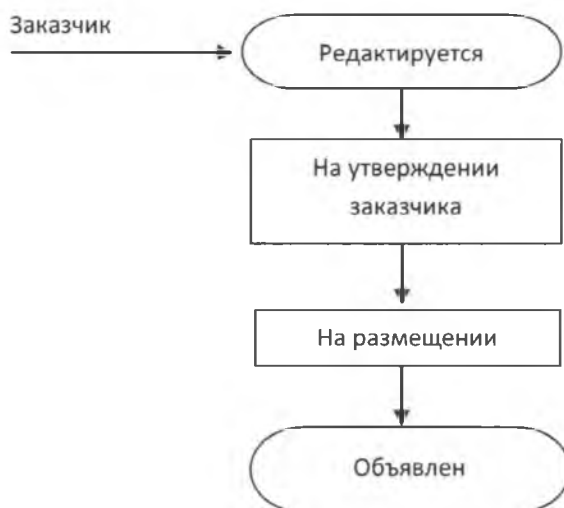 Заказчик
Редактируется
На утверждении
заказчика
На размещении
Объявлен